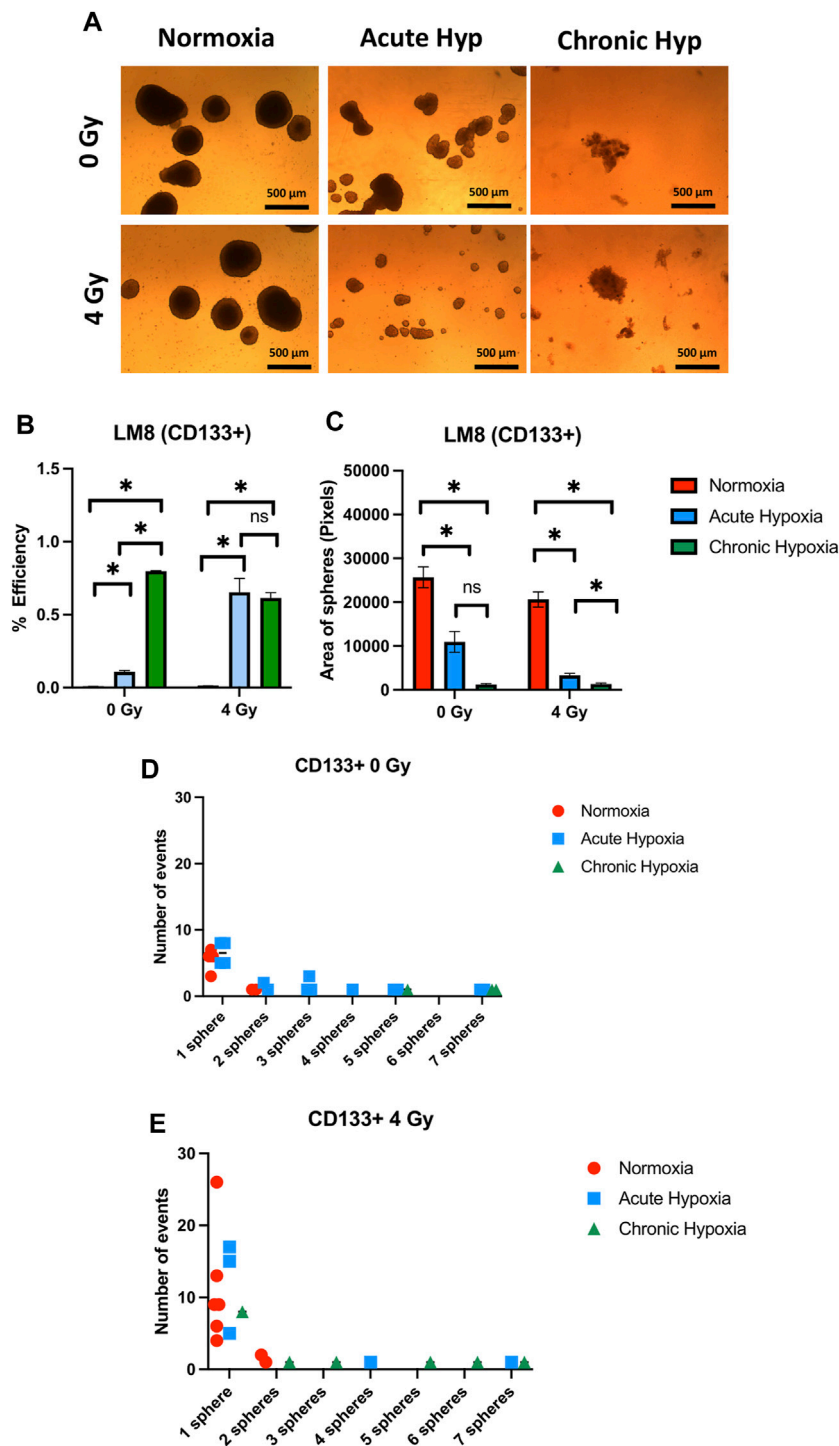 A
Normoxia Acute Hyp Chronic Hyp
0 Gy
500 µm 500 µm 500 µm
4 Gy
500 µm 500 µm 500 µm
B
LM8 (CD133+)
% Efficiency
1.5
1.0
0.5
0.0
* * * * * ns
0 Gy 4 Gy
C
LM8 (CD133+)
Area of spheres (Pixels)
50000
40000
30000
20000
10000
0
* * ns * * *
0 Gy 4 Gy
Normoxia
Acute Hypoxia
Chronic Hypoxia
D
CD133+ 0 Gy
Number of events
30
20
10
0
1 sphere 2 spheres 3 spheres 4 spheres 5 spheres 6 spheres 7 spheres
Normoxia
Acute Hypoxia
Chronic Hypoxia
E
CD133+ 4 Gy
Number of events
30
20
10
0
1 sphere 2 spheres 3 spheres 4 spheres 5 spheres 6 spheres 7 spheres
Normoxia
Acute Hypoxia
Chronic Hypoxia